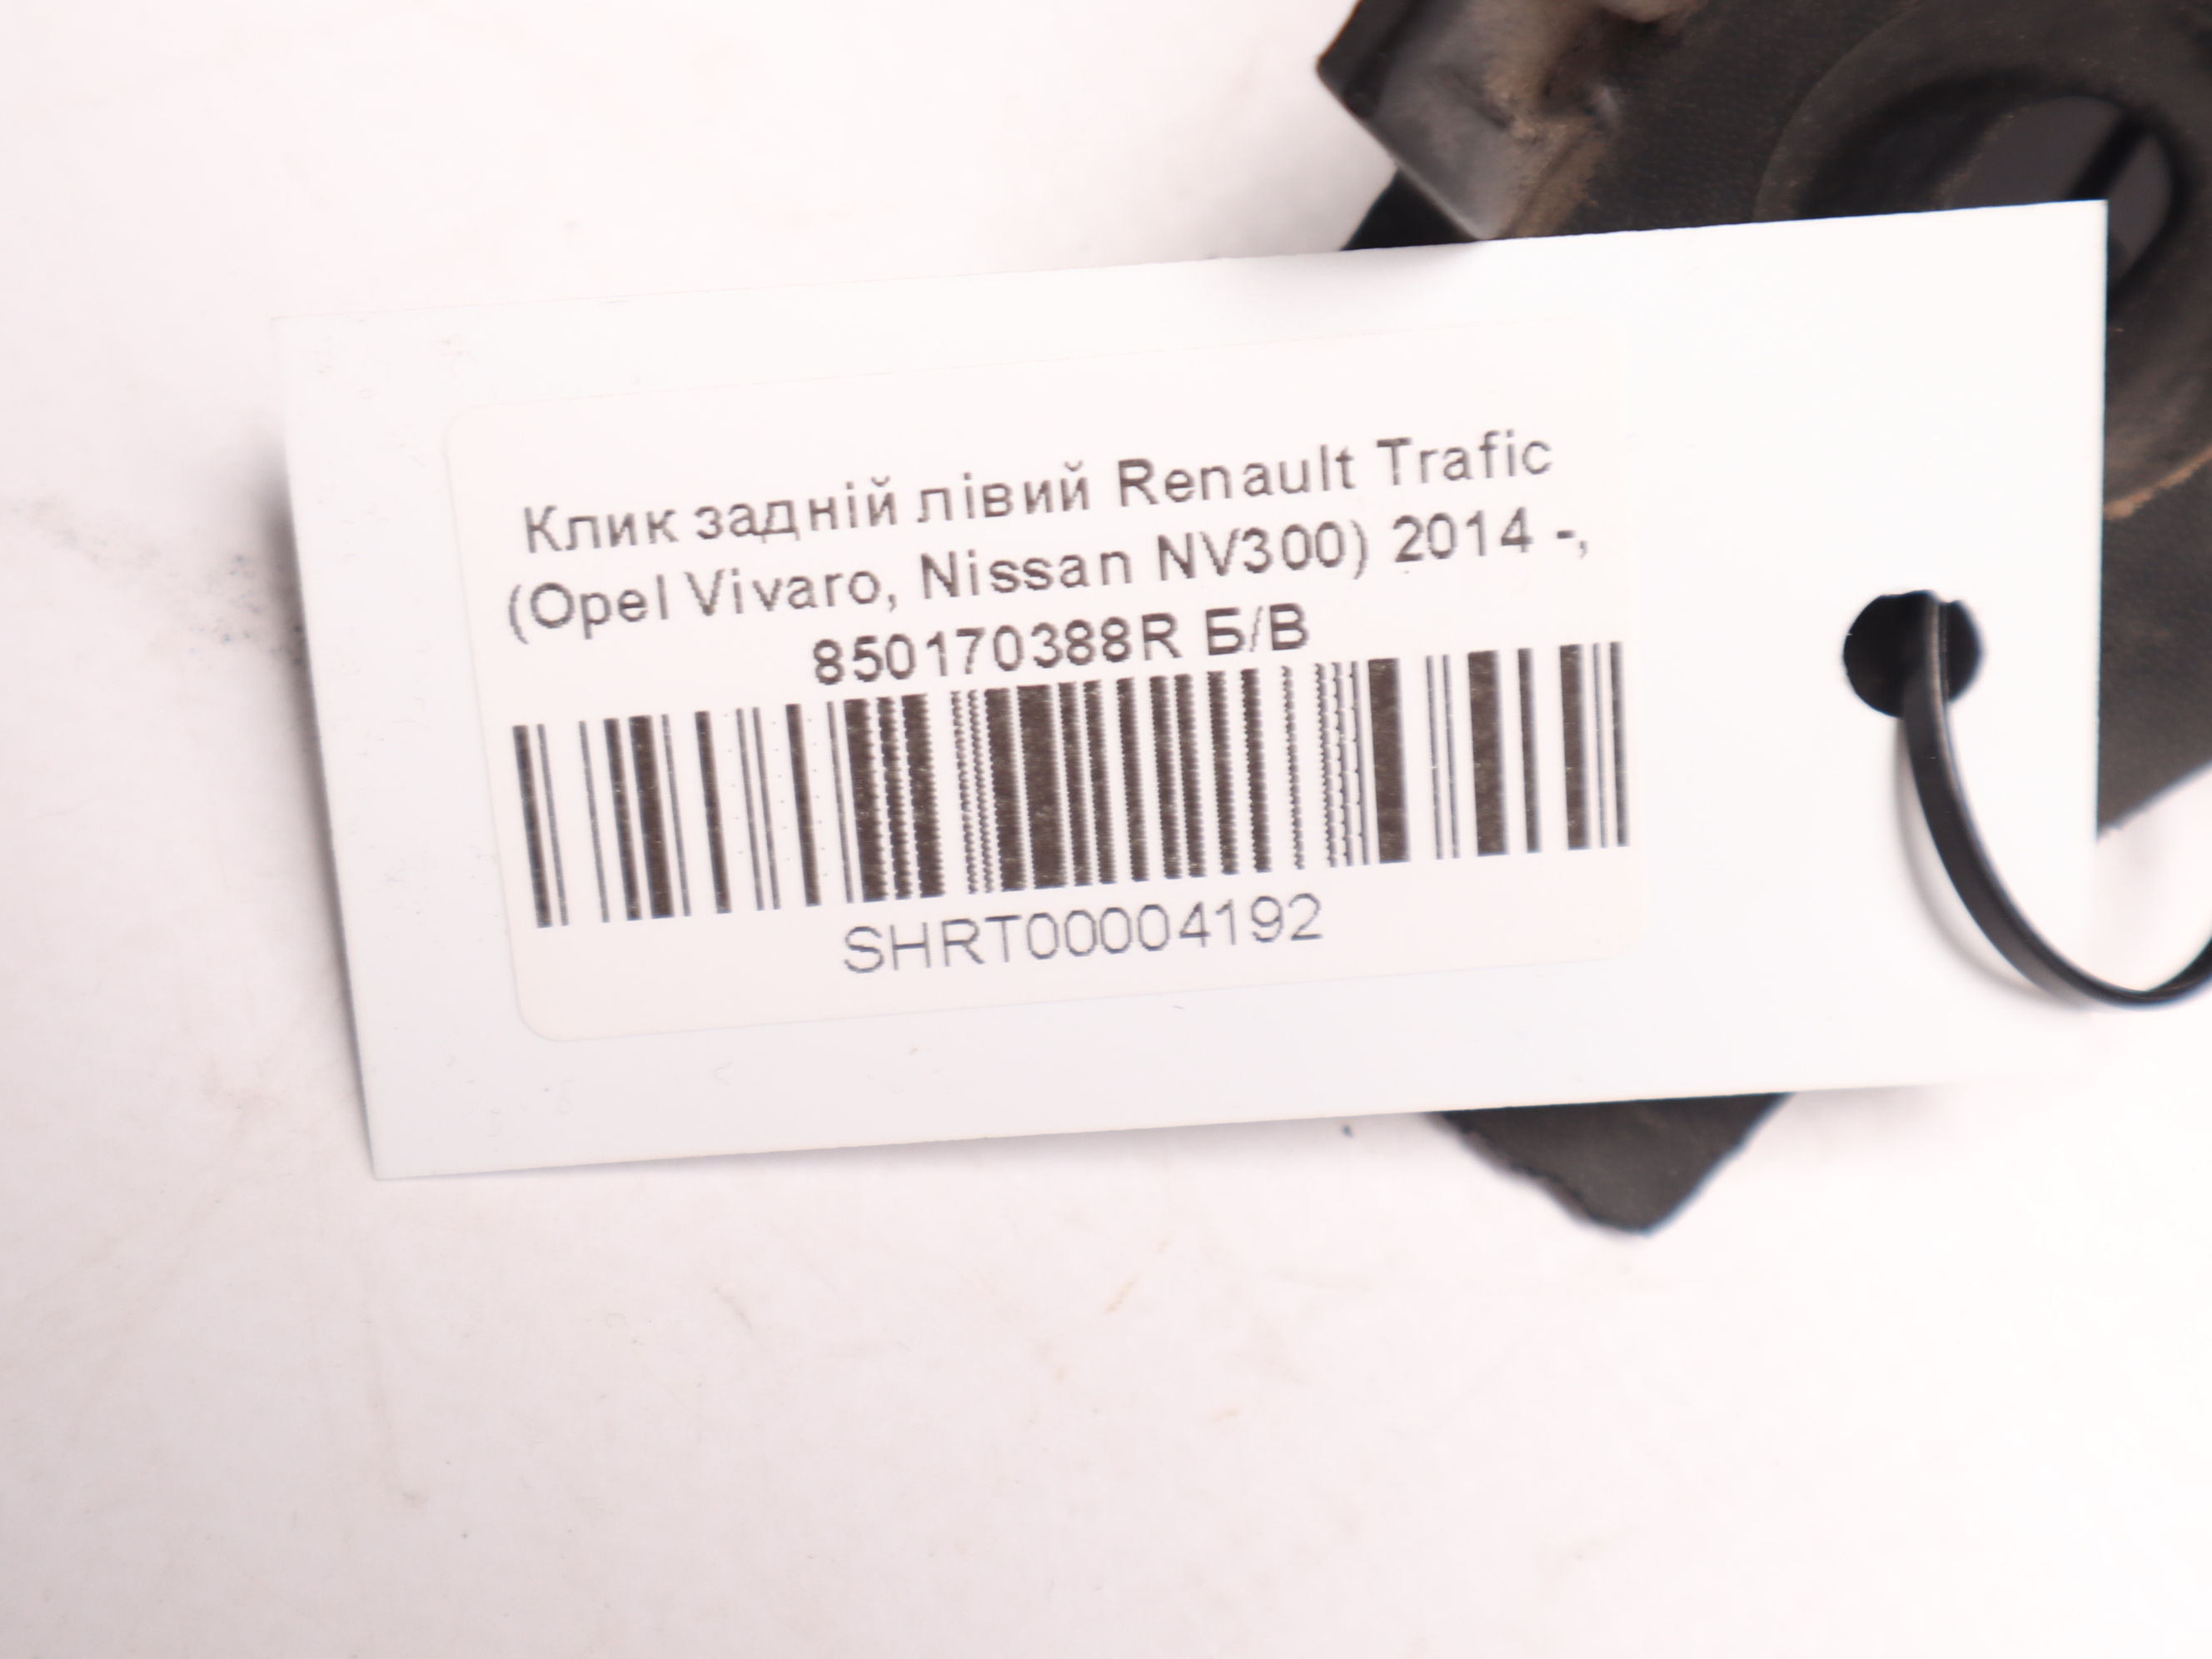 Клик задній лівий Renault Trafic
(Opel Vivaro, Nissan NV300) 2014 -,
850170388R Б/В
SHRT00004192